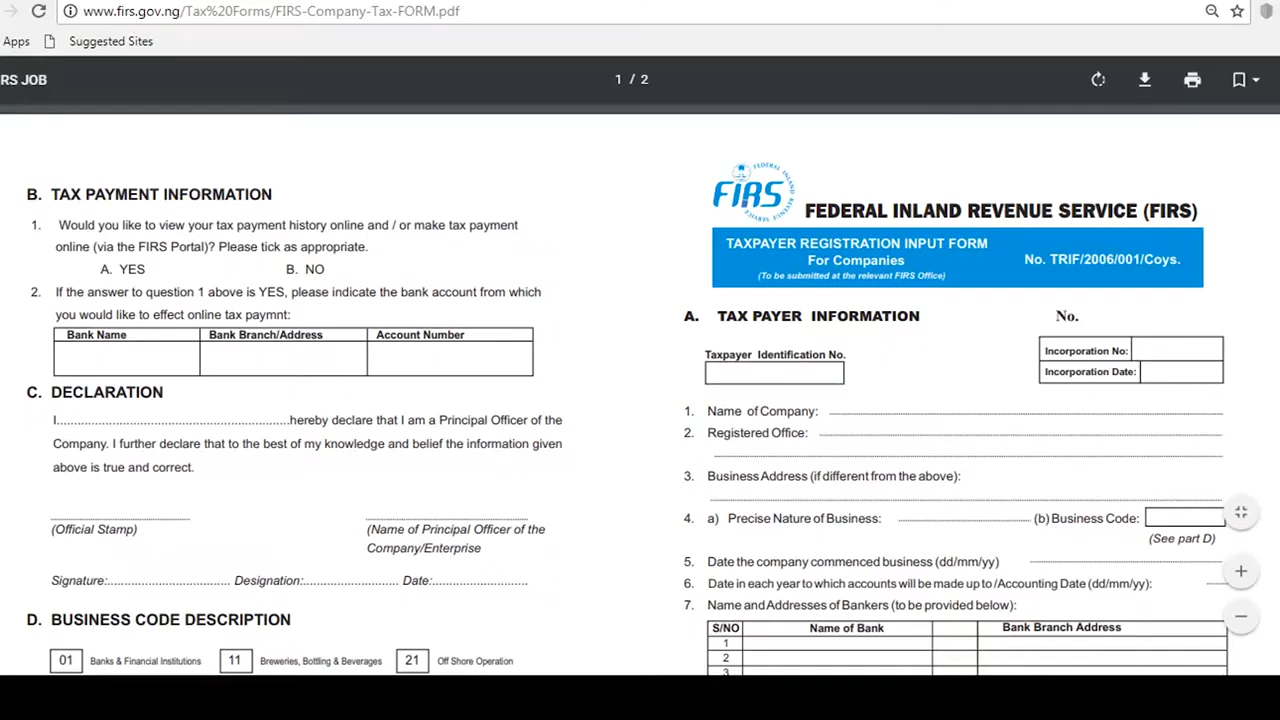 www.firs.gov.ng/Tax%20Forms/FIRS-Company-Tax-FORM.pdf
Apps Suggested Sites
RS JOB
1 / 2
B. TAX PAYMENT INFORMATION
1. Would you like to view your tax payment history online and / or make tax payment
online (via the FIRS Portal)? Please tick as appropriate.
A. YES B. NO
2. If the answer to question 1 above is YES, please indicate the bank account from which
you would like to effect online tax paymnt:
Bank Name Bank Branch/Address Account Number
C. DECLARATION
I..............................................................hereby declare that I am a Principal Officer of the
Company. I further declare that to the best of my knowledge and belief the information given
above is true and correct.
(Official Stamp) (Name of Principal Officer of the
Company/Enterprise
Signature:................................ Designation:......................... Date:.........................
D. BUSINESS CODE DESCRIPTION
01 Banks & Financial Institutions 11 Breweries, Bottling & Beverages 21 Off Shore Operation
FEDERAL INLAND REVENUE SERVICE
FIRS
FEDERAL INLAND REVENUE SERVICE (FIRS)
TAXPAYER REGISTRATION INPUT FORM
For Companies No. TRIF/2006/001/Coys.
(To be submitted at the relevant FIRS Office)
A. TAX PAYER INFORMATION No.
Taxpayer Identification No.
Incorporation No:
Incorporation Date:
1. Name of Company:
2. Registered Office:
3. Business Address (if different from the above):
4. a) Precise Nature of Business: (b) Business Code:
(See part D)
5. Date the company commenced business (dd/mm/yy)
6. Date in each year to which accounts will be made up to /Accounting Date (dd/mm/yy):
7. Name and Addresses of Bankers (to be provided below):
S/NO Name of Bank Bank Branch Address
1
2
3